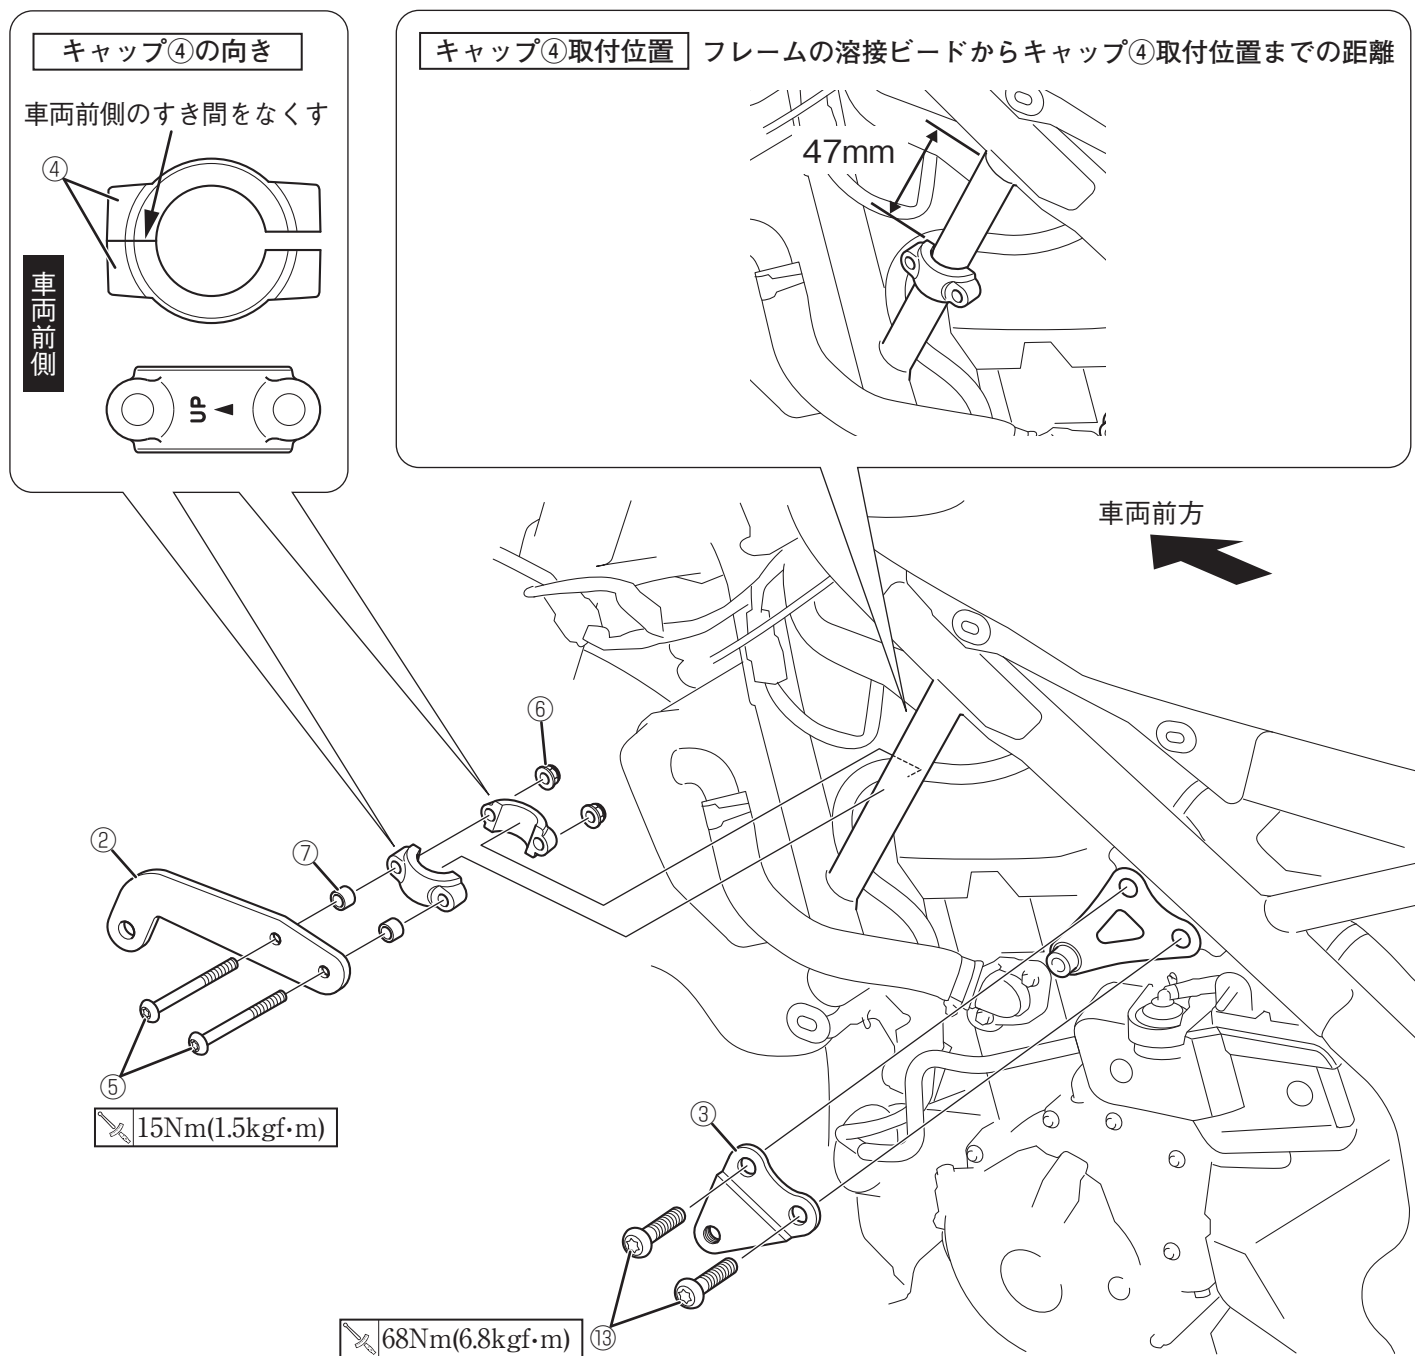 キャップ④の向き
車両前側のすき間をなくす
④
車両前側
UP
キャップ④取付位置 フレームの溶接ビードからキャップ④取付位置までの距離
47mm
車両前方
⑥
②
⑦
⑤
15Nm(1.5kgf·m)
③
⑬
68Nm(6.8kgf·m)